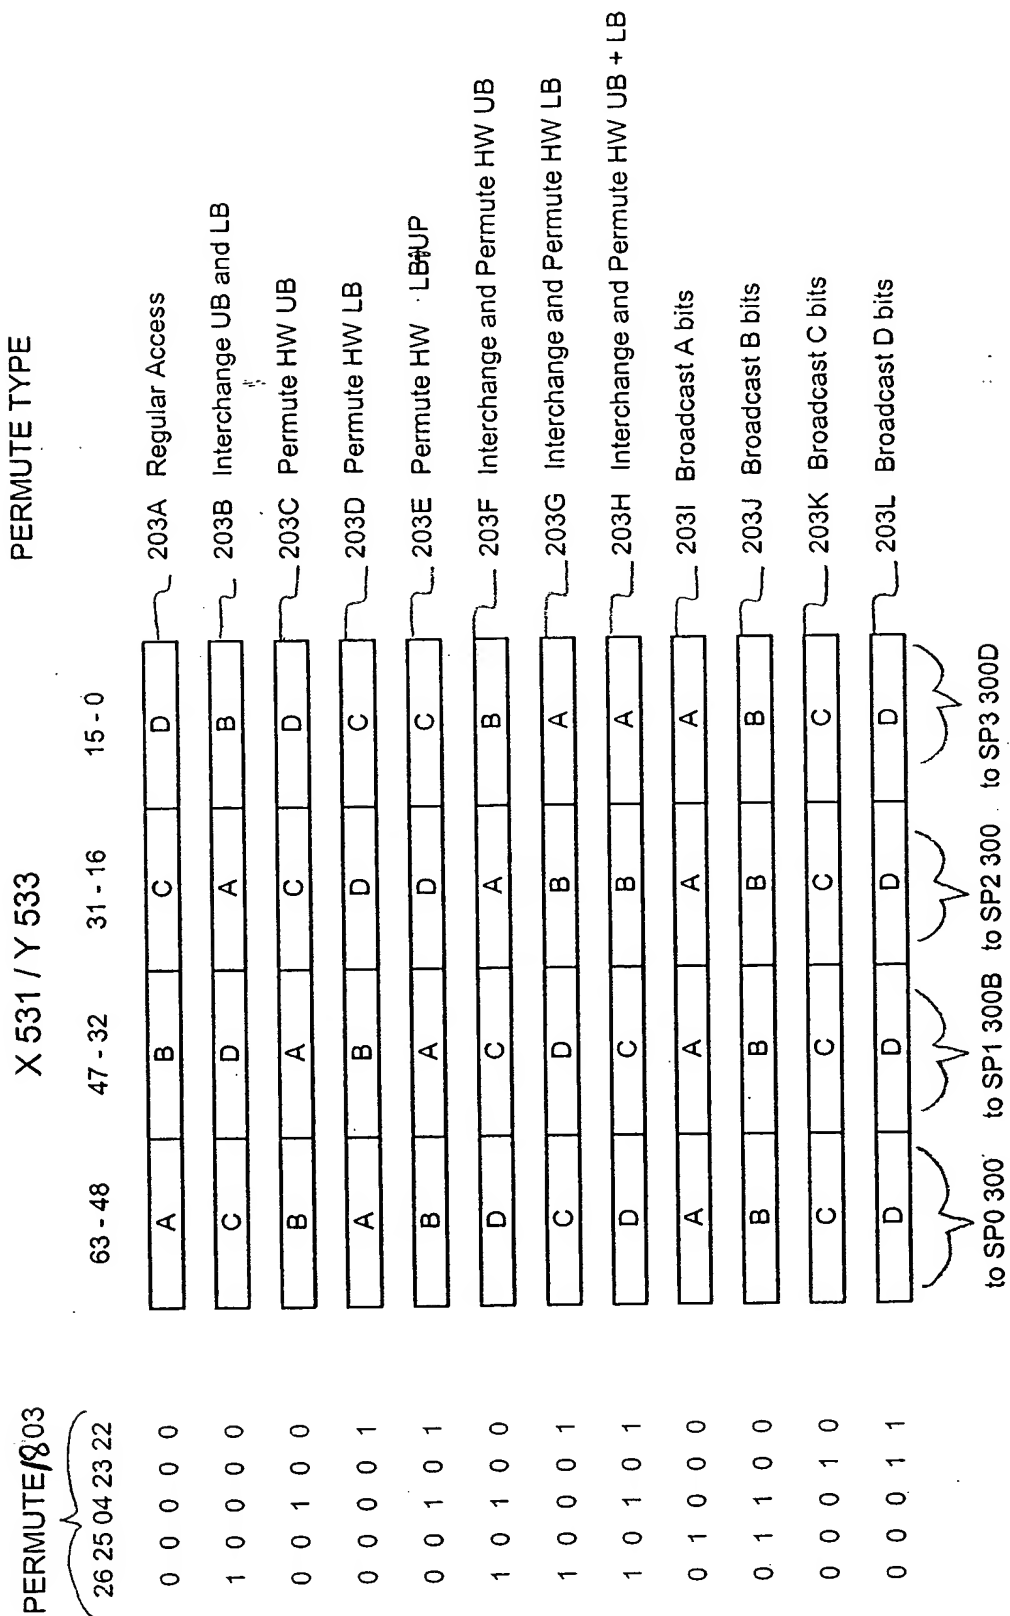 PERMUTE/803 X 531 / Y 533 PERMUTE TYPE
26 25 04 23 22 63 - 48 47 - 32 31 - 16 15 - 0
0 0 0 0 0 A B C D 203A Regular Access
1 0 0 0 0 C D A B 203B Interchange UB and LB
0 0 1 0 0 B A C D 203C Permute HW UB
0 0 0 0 1 A B D C 203D Permute HW LB
0 0 1 0 1 B A D C 203E Permute HW LB+UP
1 0 1 0 0 D C A B 203F Interchange and Permute HW UB
1 0 0 0 1 C D B A 203G Interchange and Permute HW LB
1 0 1 0 1 D C B A 203H Interchange and Permute HW UB + LB
0 1 0 0 0 A A A A 203I Broadcast A bits
0 1 1 0 0 B B B B 203J Broadcast B bits
0 0 0 1 0 C C C C 203K Broadcast C bits
0 0 0 1 1 D D D D 203L Broadcast D bits
to SP0 300 to SP1 300B to SP2 300 to SP3 300D